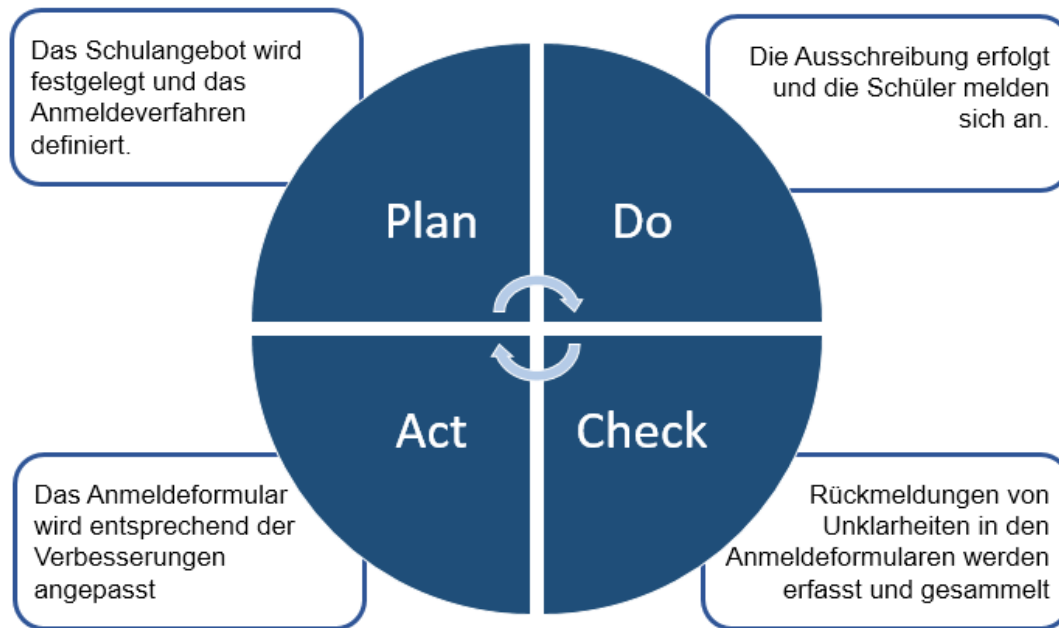 Das Schulangebot wird
festgelegt und das
Anmeldeverfahren
definiert.
Die Ausschreibung erfolgt
und die Schüler melden
sich an.
Plan
Do
Act
Check
Das Anmeldeformular
wird entsprechend der
Verbesserungen
angepasst
Rückmeldungen von
Unklarheiten in den
Anmeldeformularen werden
erfasst und gesammelt